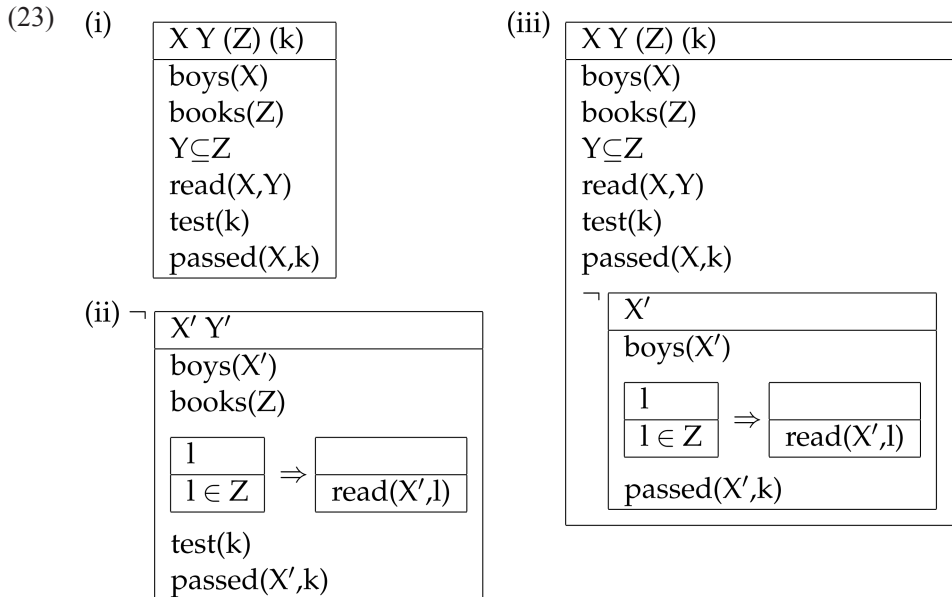 (23) (i)
X Y (Z) (k)
boys(X)
books(Z)
Y⊆Z
read(X,Y)
test(k)
passed(X,k)
(ii) ¬
X′ Y′
boys(X′)
books(Z)
l
l ∈ Z ⇒ read(X′,l)
test(k)
passed(X′,k)
(iii)
X Y (Z) (k)
boys(X)
books(Z)
Y⊆Z
read(X,Y)
test(k)
passed(X,k)
¬
X′
boys(X′)
l
l ∈ Z ⇒ read(X′,l)
passed(X′,k)